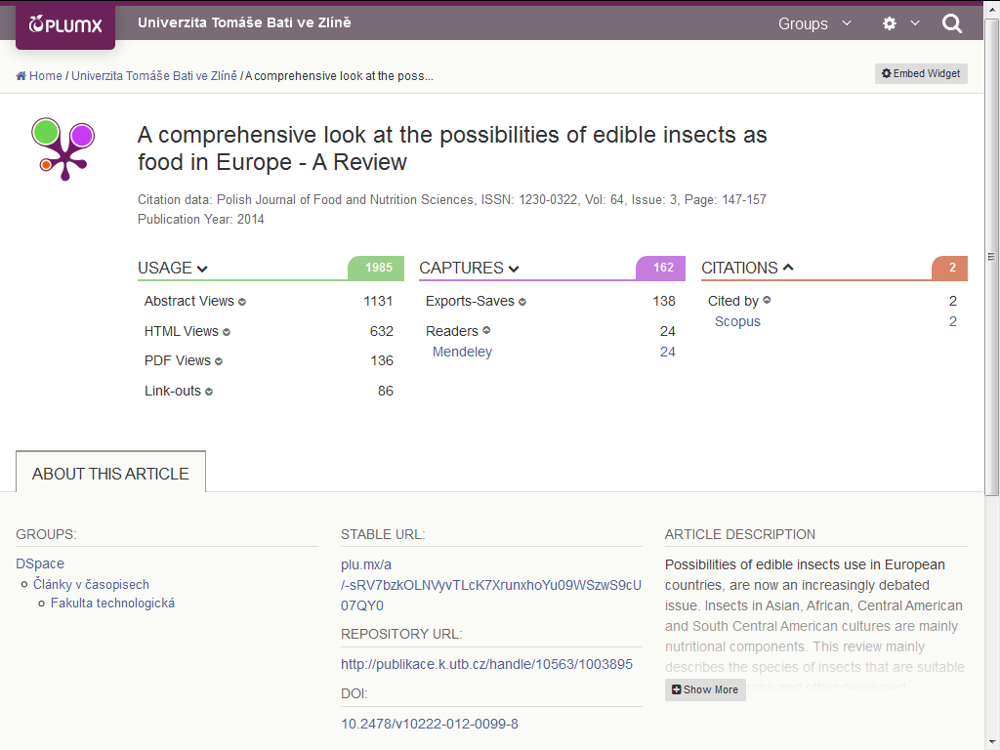 PLUMX
Univerzita Tomáše Bati ve Zlíně
Groups
Home / Univerzita Tomáše Bati ve Zlíně / A comprehensive look at the poss...
Embed Widget
A comprehensive look at the possibilities of edible insects as
food in Europe - A Review
Citation data: Polish Journal of Food and Nutrition Sciences, ISSN: 1230-0322, Vol: 64, Issue: 3, Page: 147-157
Publication Year: 2014
USAGE 1985
Abstract Views 1131
HTML Views 632
PDF Views 136
Link-outs 86
CAPTURES 162
Exports-Saves 138
Readers 24
Mendeley 24
CITATIONS 2
Cited by 2
Scopus 2
ABOUT THIS ARTICLE
GROUPS:
DSpace
Články v časopisech
Fakulta technologická
STABLE URL:
plu.mx/a
/-sRV7bzkOLNVyvTLcK7XrunxhoYu09WSzwS9cU
07QY0
REPOSITORY URL:
http://publikace.k.utb.cz/handle/10563/1003895
DOI:
10.2478/v10222-012-0099-8
ARTICLE DESCRIPTION
Possibilities of edible insects use in European
countries, are now an increasingly debated
issue. Insects in Asian, African, Central American
and South Central American cultures are mainly
nutritional components. This review mainly
describes the species of insects that are suitable
and other developed
Show More